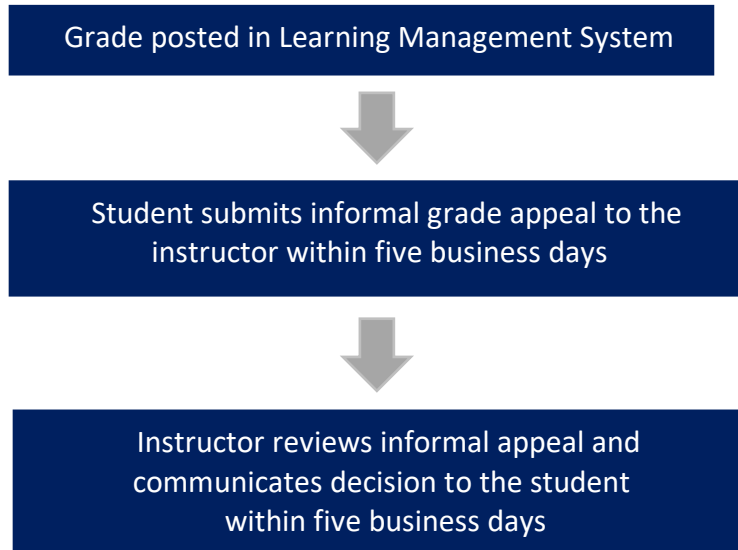 Grade posted in Learning Management System
Student submits informal grade appeal to the
instructor within five business days
Instructor reviews informal appeal and
communicates decision to the student
within five business days